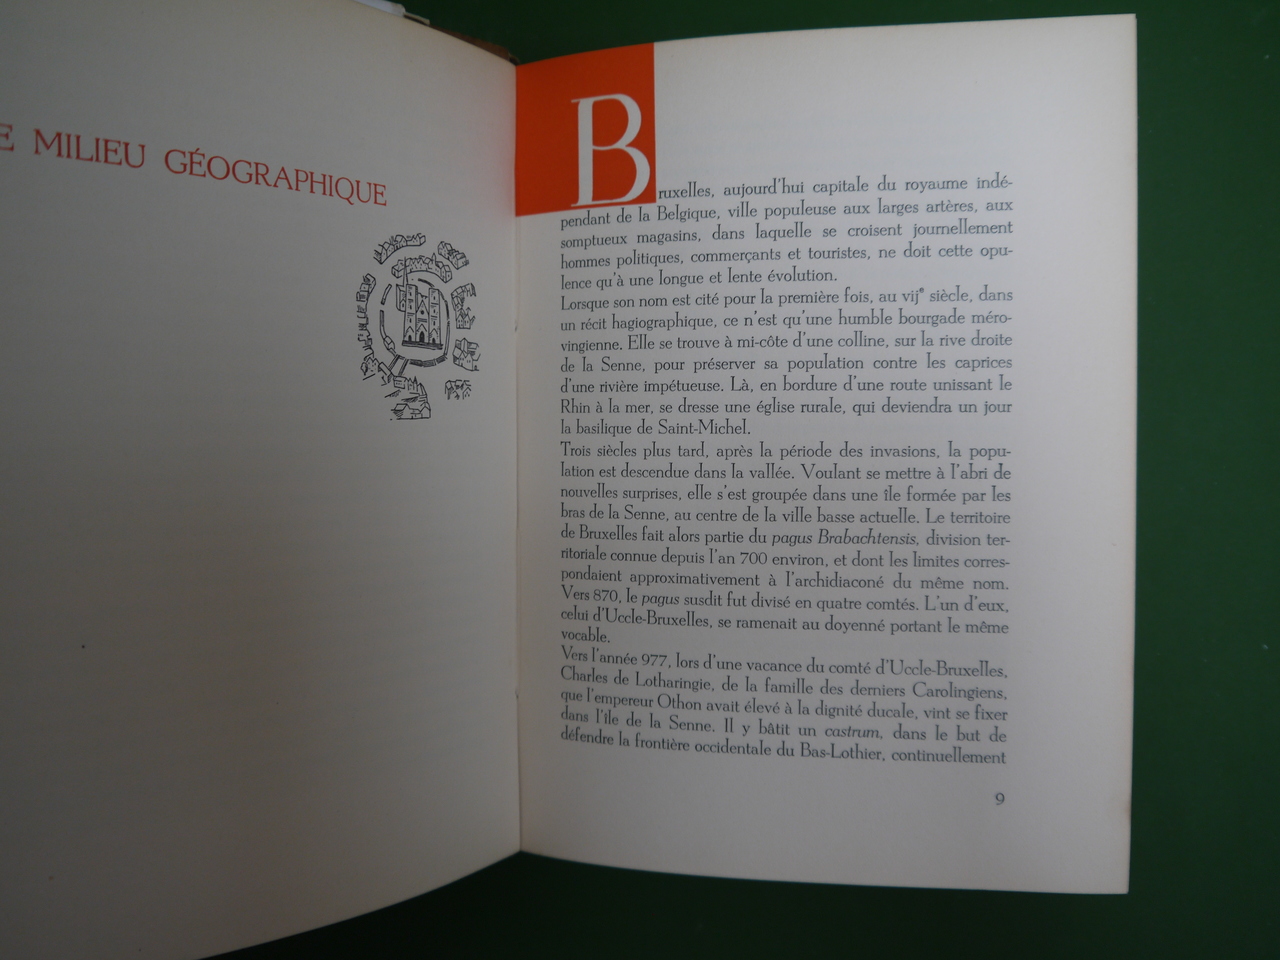 E MILIEU GÉOGRAPHIQUE
Bruxelles, aujourd'hui capitale du royaume indé-
pendant de la Belgique, ville populeuse aux larges artères, aux
somptueux magasins, dans laquelle se croisent journellement
hommes politiques, commerçants et touristes, ne doit cette opu-
lence qu'à une longue et lente évolution.
Lorsque son nom est cité pour la première fois, au vijᵉ siècle, dans
un récit hagiographique, ce n'est qu'une humble bourgade méro-
vingienne. Elle se trouve à mi-côte d'une colline, sur la rive droite
de la Senne, pour préserver sa population contre les caprices
d'une rivière impétueuse. Là, en bordure d'une route unissant le
Rhin à la mer, se dresse une église rurale, qui deviendra un jour
la basilique de Saint-Michel.
Trois siècles plus tard, après la période des invasions, la popu-
lation est descendue dans la vallée. Voulant se mettre à l'abri de
nouvelles surprises, elle s'est groupée dans une île formée par les
bras de la Senne, au centre de la ville basse actuelle. Le territoire
de Bruxelles fait alors partie du pagus Brabachtensis, division ter-
ritoriale connue depuis l'an 700 environ, et dont les limites corres-
pondaient approximativement à l'archidiaconé du même nom.
Vers 870, le pagus susdit fut divisé en quatre comtés. L'un d'eux,
celui d'Uccle-Bruxelles, se ramenait au doyenné portant le même
vocable.
Vers l'année 977, lors d'une vacance du comté d'Uccle-Bruxelles,
Charles de Lotharingie, de la famille des derniers Carolingiens,
que l'empereur Othon avait élevé à la dignité ducale, vint se fixer
dans l'île de la Senne. Il y bâtit un castrum, dans le but de
défendre la frontière occidentale du Bas-Lothier, continuellement
9